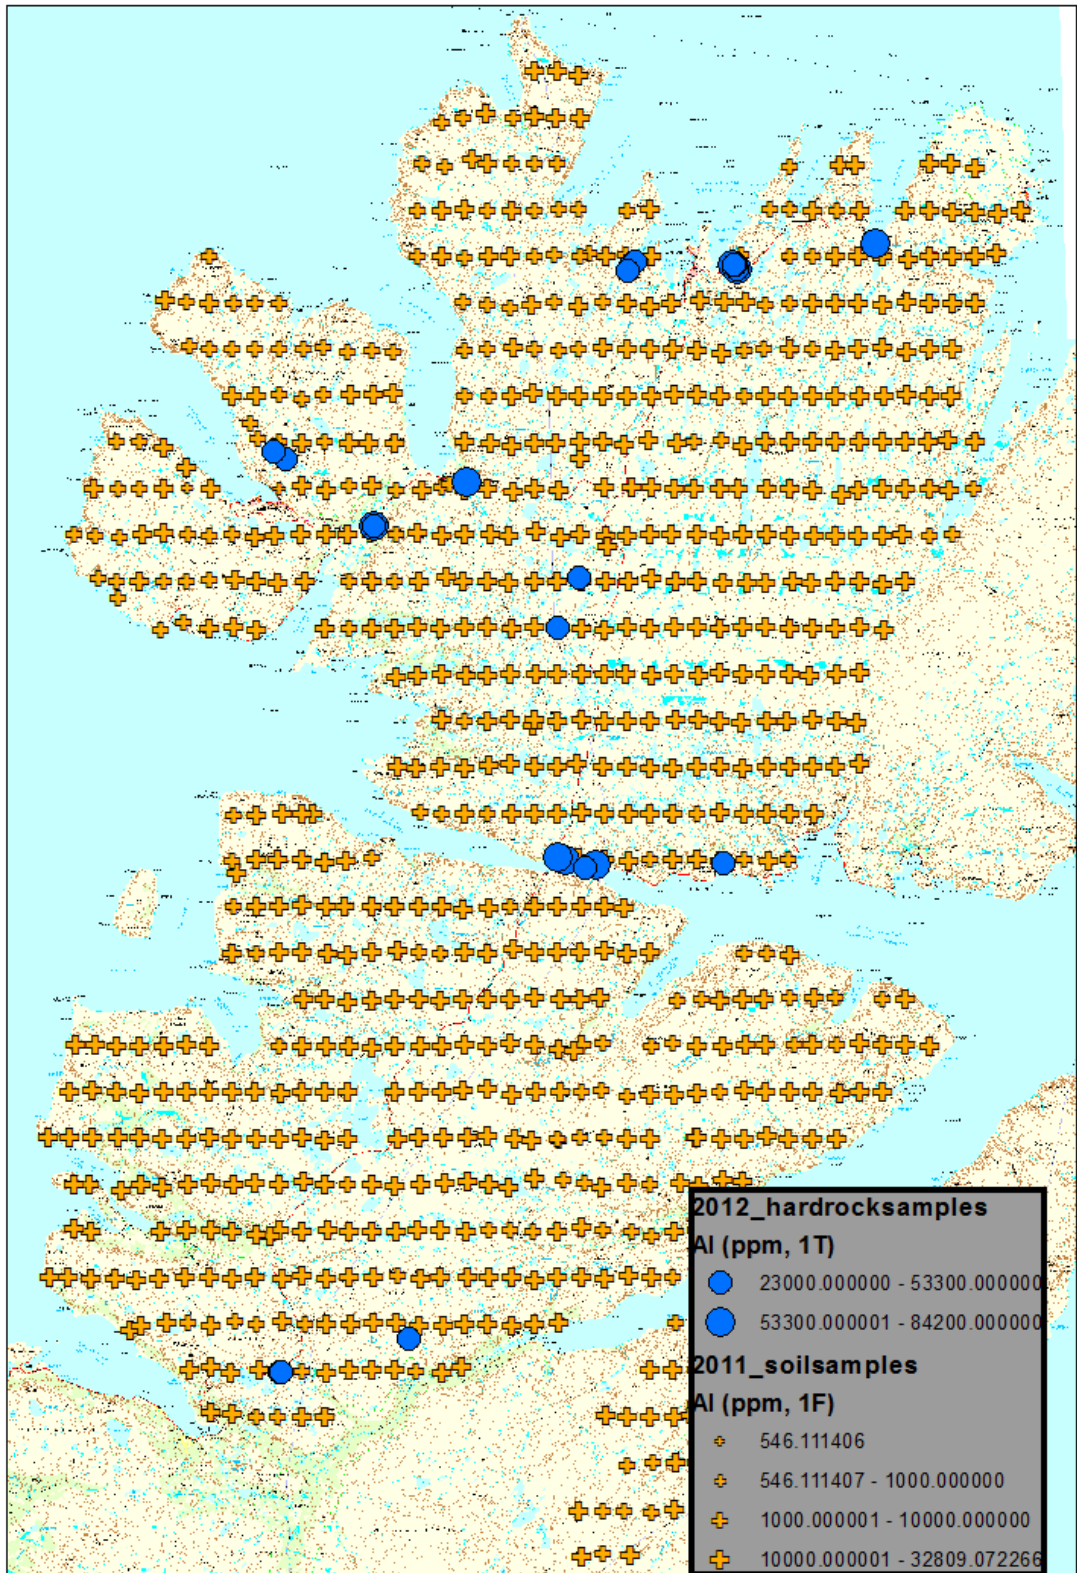 2012_hardrocksamples
Al (ppm, 1T)
23000.000000 - 53300.000000
53300.000001 - 84200.000000
2011_soilsamples
Al (ppm, 1F)
546.111406
546.111407 - 1000.000000
1000.000001 - 10000.000000
10000.000001 - 32809.072266